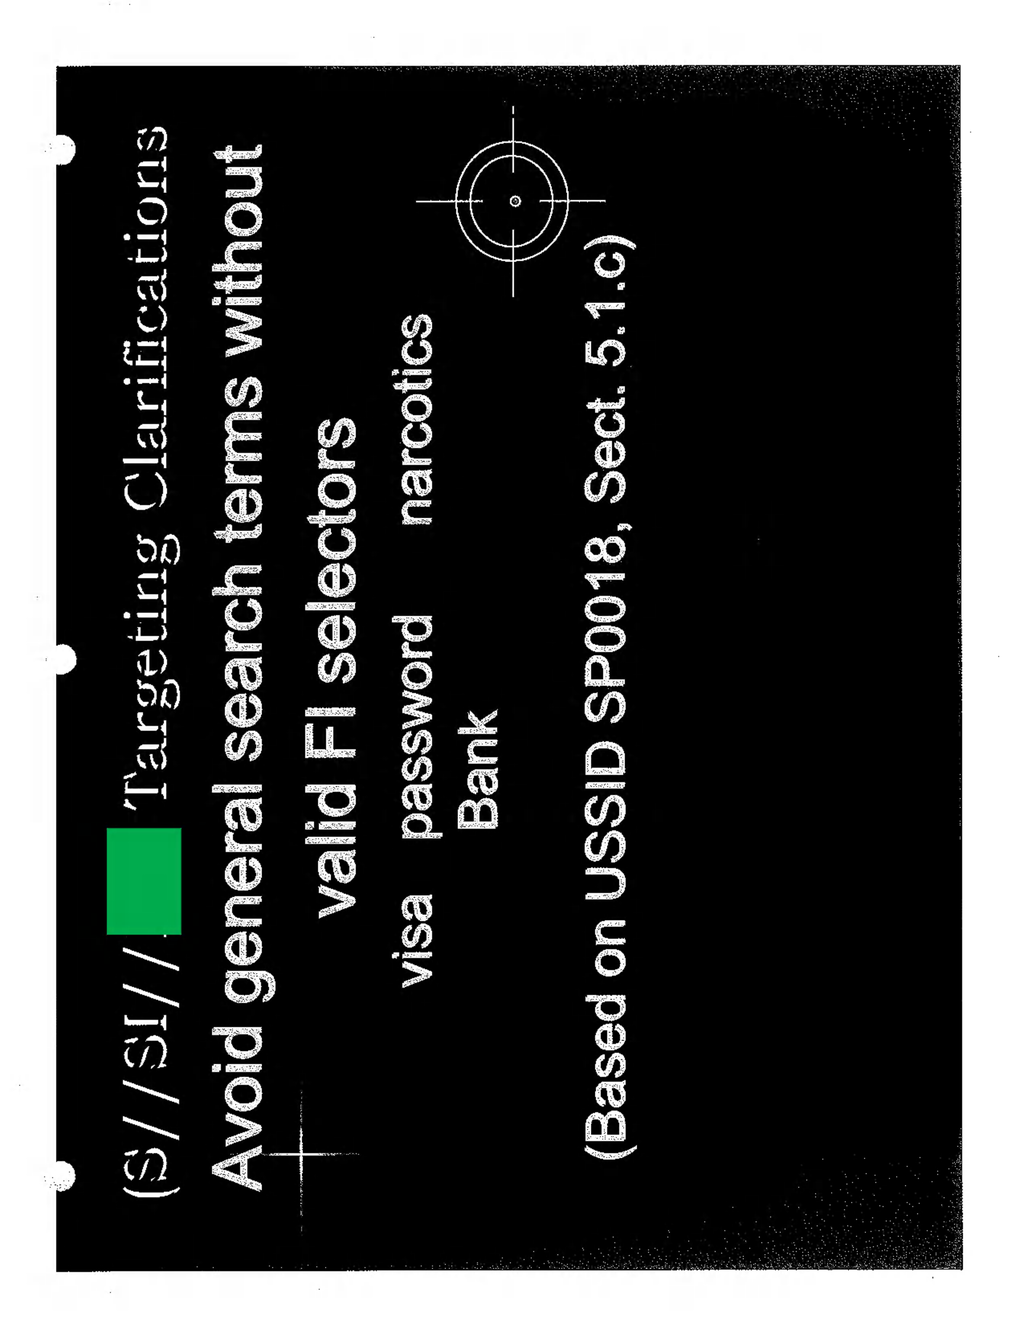 (S//SI// Targeting Clarifications
Avoid general search terms without
valid FI selectors
visa password narcotics
Bank
(Based on USSID SP0018, Sect. 5.1.c)